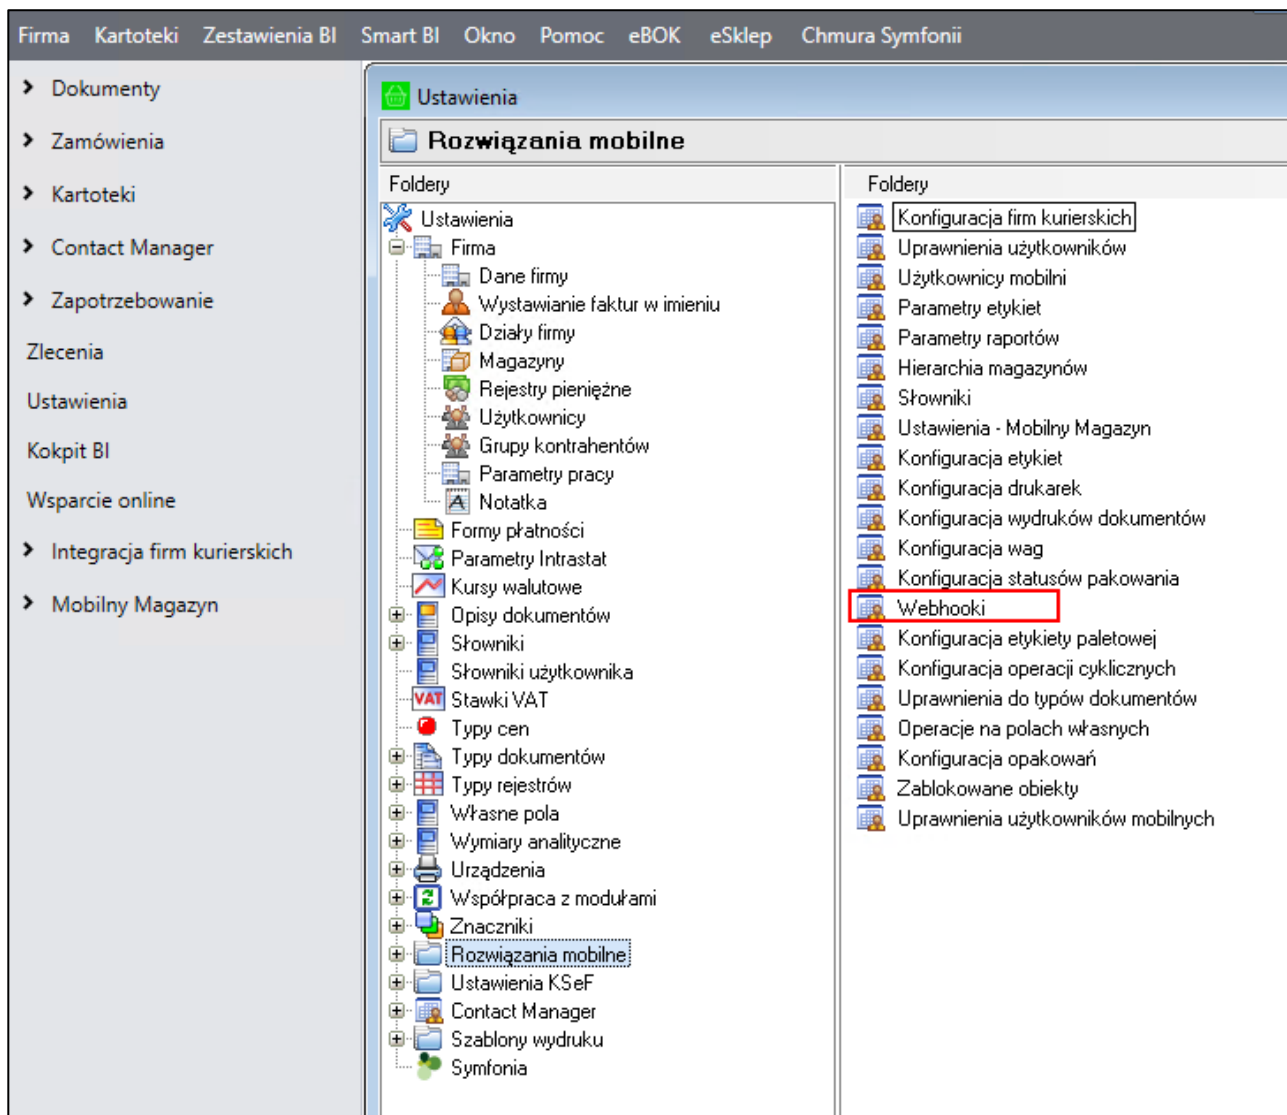 Firma Kartoteki Zestawienia BI Smart BI Okno Pomoc eBOK eSklep Chmura Symfonii
Dokumenty
Zamówienia
Kartoteki
Contact Manager
Zapotrzebowanie
Zlecenia
Ustawienia
Kokpit BI
Wsparcie online
Integracja firm kurierskich
Mobilny Magazyn
Ustawienia
Rozwiązania mobilne
Foldery
Ustawienia
Firma
Dane firmy
Wystawianie faktur w imieniu
Działy firmy
Magazyny
Rejestry pieniężne
Użytkownicy
Grupy kontrahentów
Parametry pracy
Notatka
Formy płatności
Parametry Intrastat
Kursy walutowe
Opisy dokumentów
Słowniki
Słowniki użytkownika
VAT Stawki VAT
Typy cen
Typy dokumentów
Typy rejestrów
Własne pola
Wymiary analityczne
Urządzenia
Współpraca z modułami
Znaczniki
Rozwiązania mobilne
Ustawienia KSeF
Contact Manager
Szablony wydruku
Symfonia
Foldery
Konfiguracja firm kurierskich
Uprawnienia użytkowników
Użytkownicy mobilni
Parametry etykiet
Parametry raportów
Hierarchia magazynów
Słowniki
Ustawienia - Mobilny Magazyn
Konfiguracja etykiet
Konfiguracja drukarek
Konfiguracja wydruków dokumentów
Konfiguracja wag
Konfiguracja statusów pakowania
Webhooki
Konfiguracja etykiety paletowej
Konfiguracja operacji cyklicznych
Uprawnienia do typów dokumentów
Operacje na polach własnych
Konfiguracja opakowań
Zablokowane obiekty
Uprawnienia użytkowników mobilnych